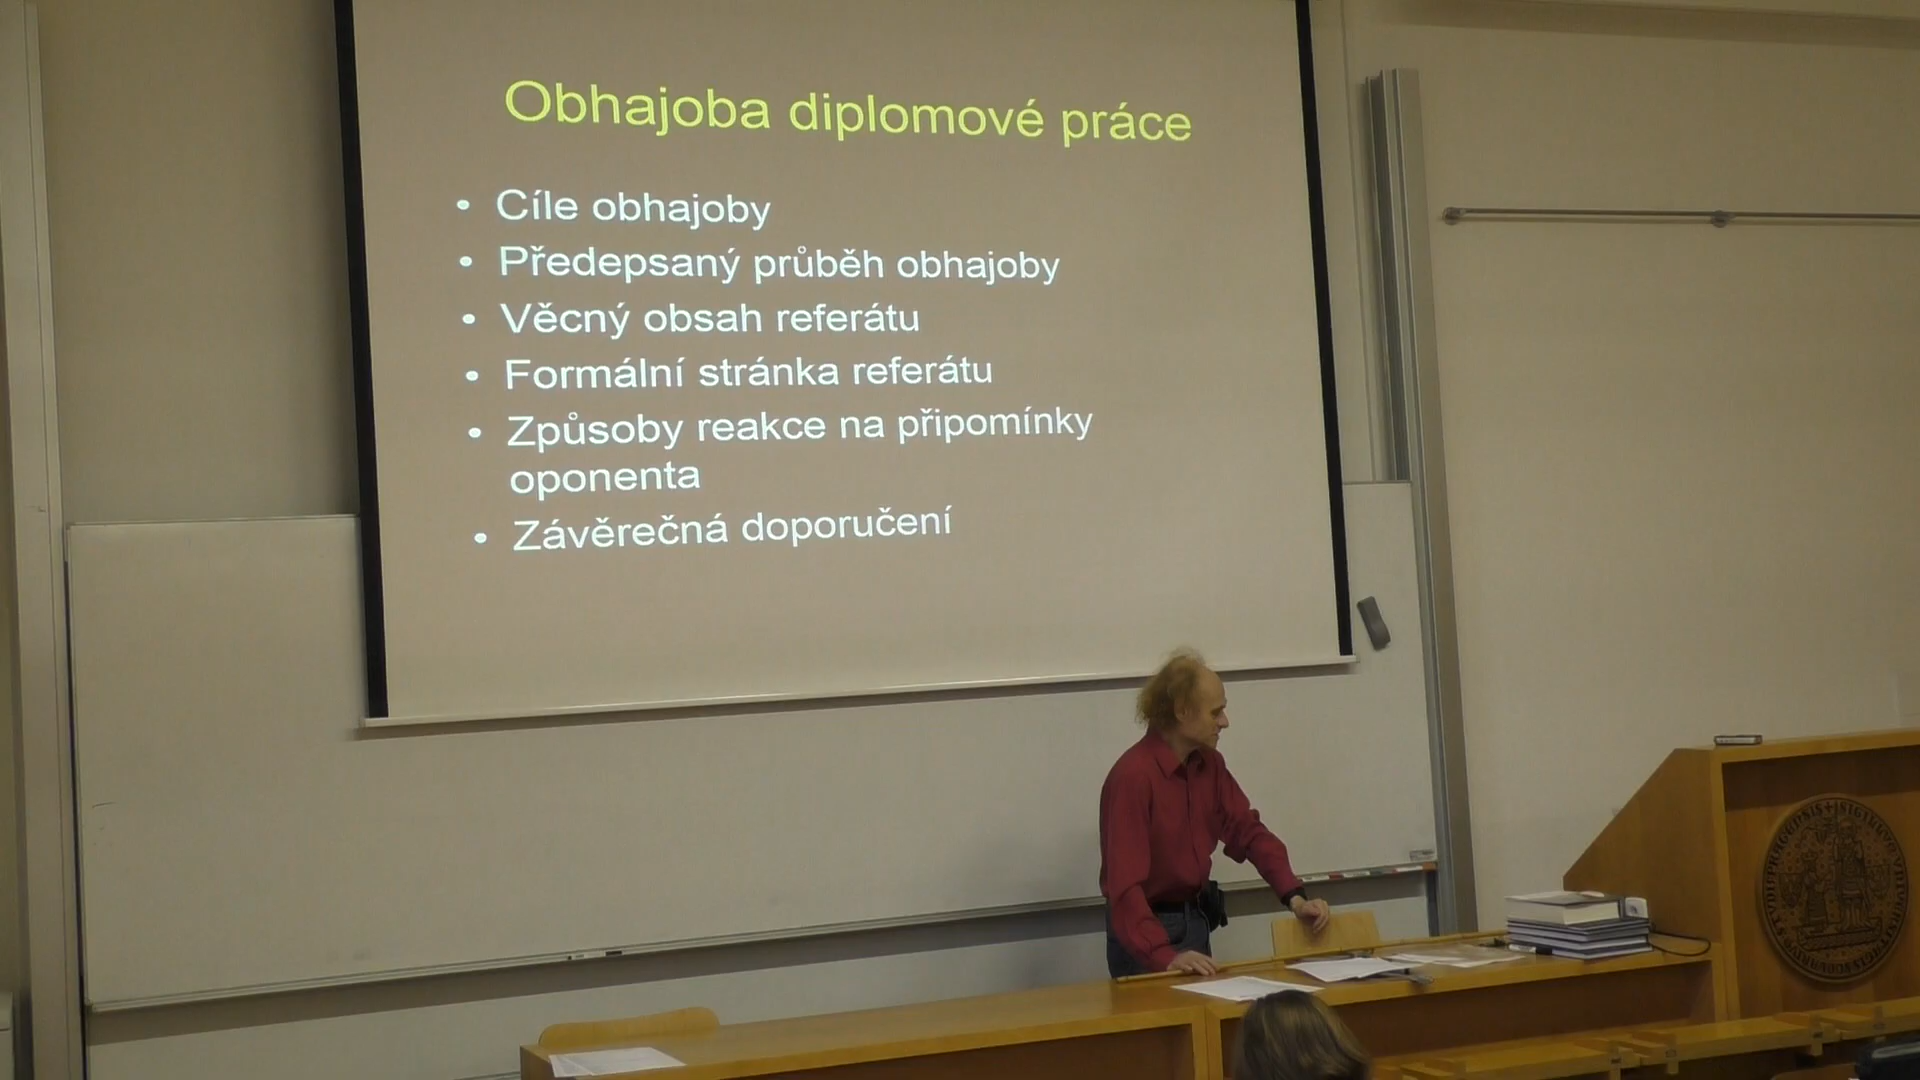 Obhajoba diplomové práce
• Cíle obhajoby
• Předepsaný průběh obhajoby
• Věcný obsah referátu
• Formální stránka referátu
• Způsoby reakce na připomínky
oponenta
• Závěrečná doporučení